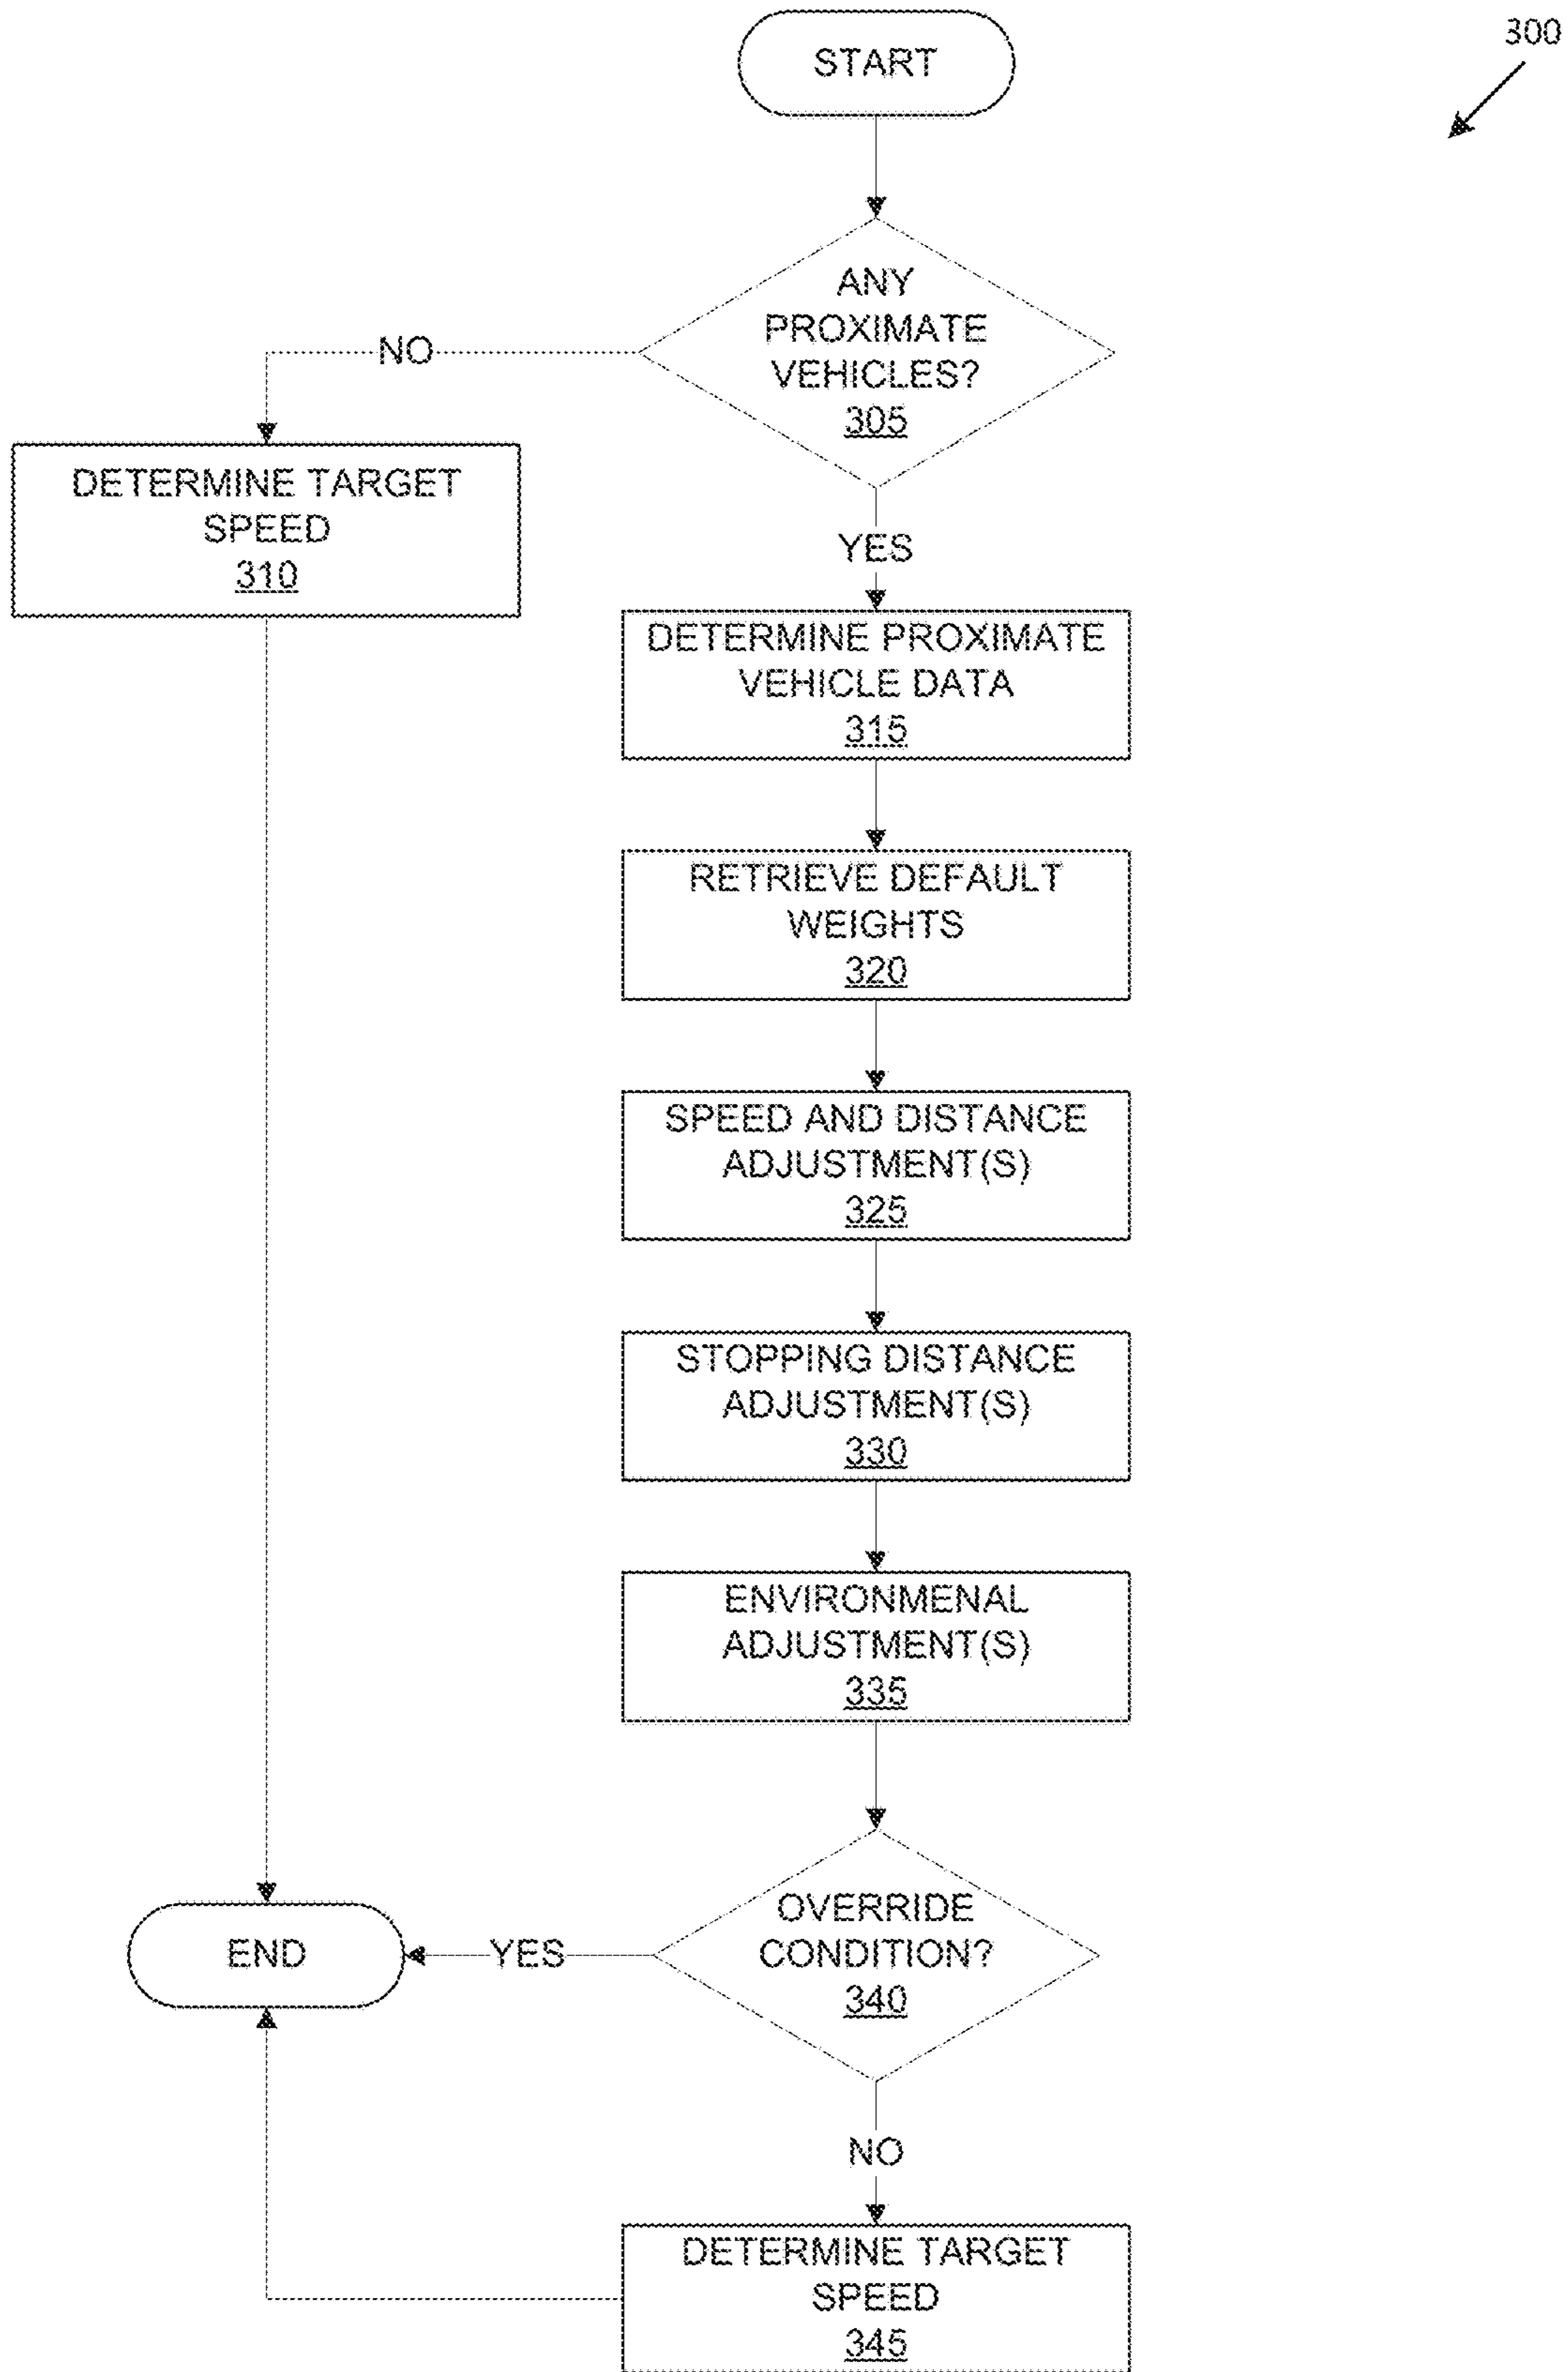 300
START
ANY
PROXIMATE
VEHICLES?
305
NO
DETERMINE TARGET
SPEED
310
YES
DETERMINE PROXIMATE
VEHICLE DATA
315
RETRIEVE DEFAULT
WEIGHTS
320
SPEED AND DISTANCE
ADJUSTMENT(S)
325
STOPPING DISTANCE
ADJUSTMENT(S)
330
ENVIRONMENAL
ADJUSTMENT(S)
335
OVERRIDE
CONDITION?
340
YES
END
NO
DETERMINE TARGET
SPEED
345